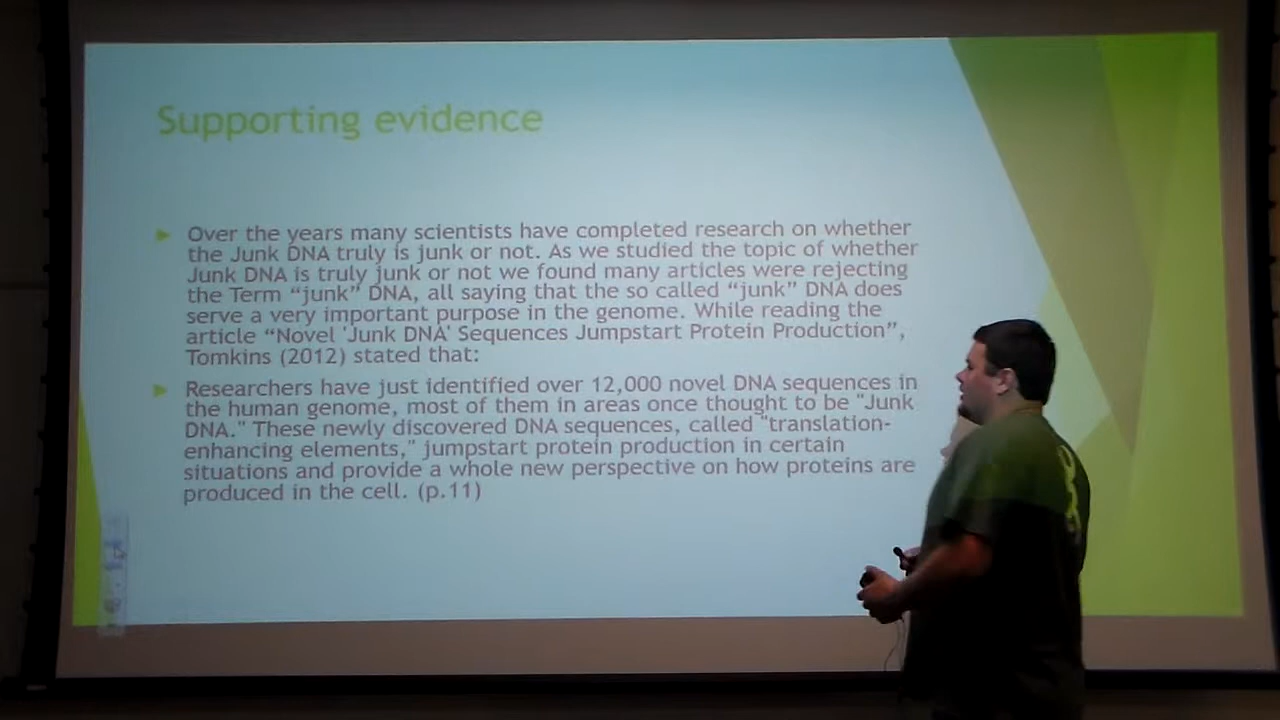 Supporting evidence
Over the years many scientists have completed research on whether
the Junk DNA truly is junk or not. As we studied the topic of whether
Junk DNA is truly junk or not we found many articles were rejecting
the Term “junk” DNA, all saying that the so called “junk” DNA does
serve a very important purpose in the genome. While reading the
article “Novel 'Junk DNA' Sequences Jumpstart Protein Production”,
Tomkins (2012) stated that:
Researchers have just identified over 12,000 novel DNA sequences in
the human genome, most of them in areas once thought to be "Junk
DNA." These newly discovered DNA sequences, called "translation-
enhancing elements," jumpstart protein production in certain
situations and provide a whole new perspective on how proteins are
produced in the cell. (p.11)